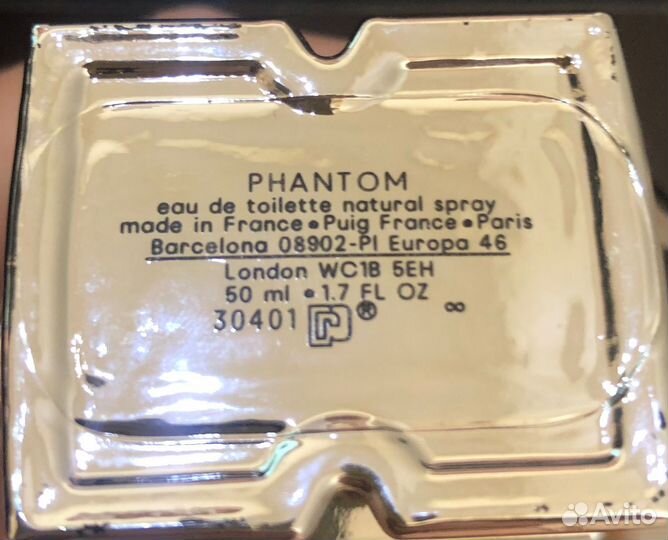 PHANTOM
eau de toilette natural spray
made in France • Puig France • Paris
Barcelona 08902-Pl Europa 46
London WC1B 5EH
50 ml • 1.7 FL OZ
30401 ® ∞
Avito